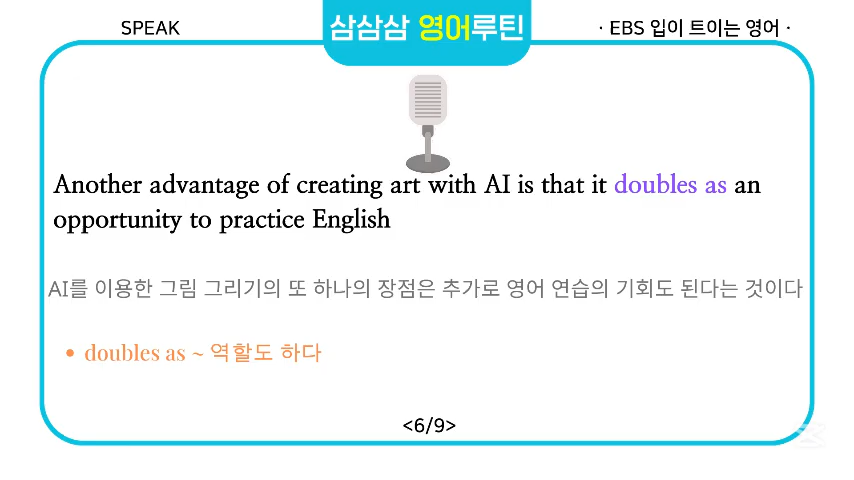 SPEAK
삼삼삼 영어루틴
· EBS 입이 트이는 영어 ·
Another advantage of creating art with AI is that it doubles as an
opportunity to practice English
AI를 이용한 그림 그리기의 또 하나의 장점은 추가로 영어 연습의 기회도 된다는 것이다
• doubles as ~ 역할도 하다
<6/9>